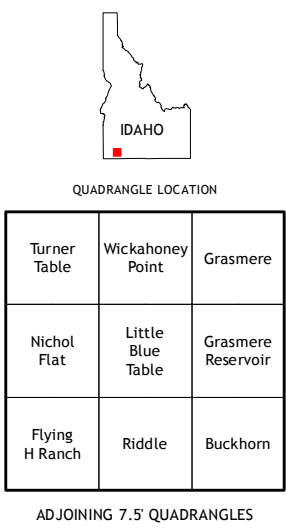 IDAHO
QUADRANGLE LOCATION
Turner
Table
Wickahoney
Point
Grasmere
Nichol
Flat
Little
Blue
Table
Grasmere
Reservoir
Flying
H Ranch
Riddle
Buckhorn
ADJOINING 7.5' QUADRANGLES